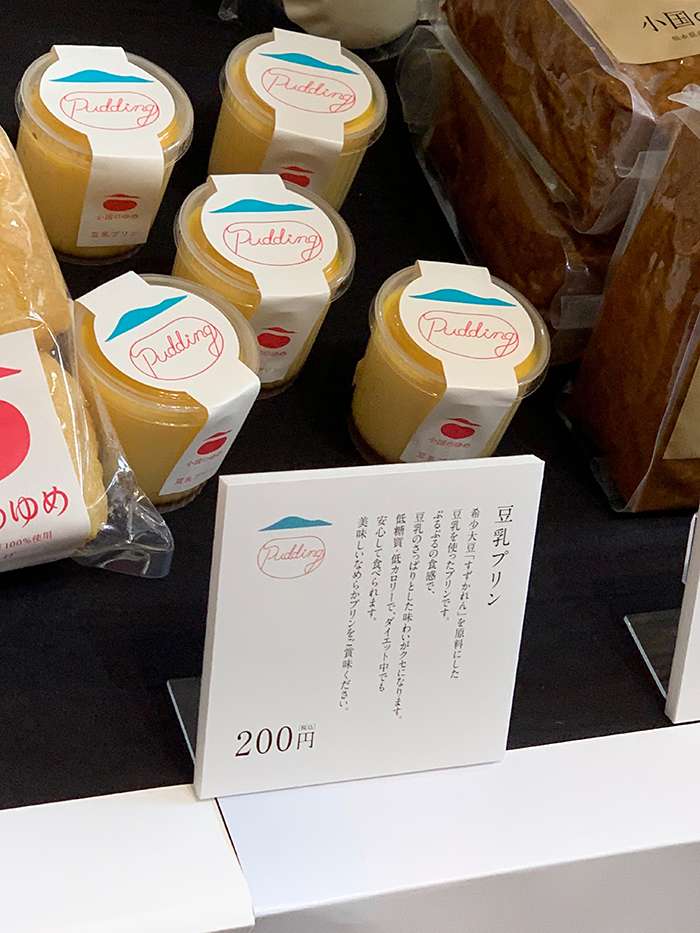 Pudding
小国のゆめ
豆乳プリン
Pudding
Pudding
Pudding
小国のゆめ
Pudding
小国のゆめ
のゆめ
100%使用
小国の
豆乳プリン
希少大豆「すずかれん」を原料にした
豆乳を使ったプリンです。
ぷるぷるの食感で、
豆乳のさっぱりとした味わいがクセになります。
低糖質・低カロリーで、ダイエット中でも
安心して食べられます。
美味しいなめらかプリンをご賞味ください。
Pudding
200円(税込)